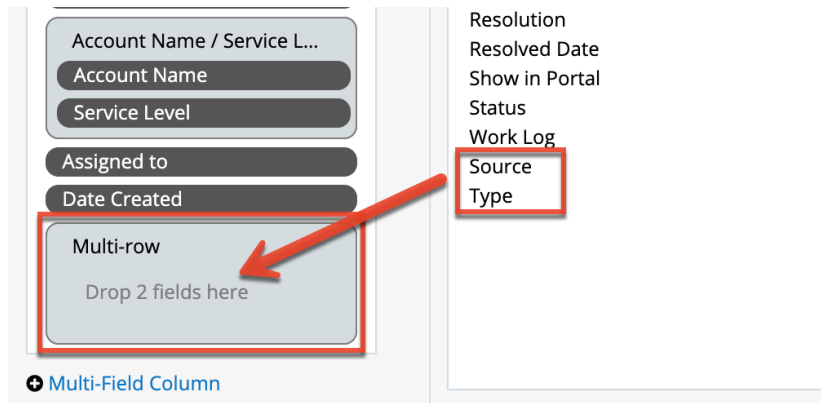 Account Name / Service L...
Account Name
Service Level
Assigned to
Date Created
Multi-row
Drop 2 fields here
Multi-Field Column
Resolution
Resolved Date
Show in Portal
Status
Work Log
Source
Type